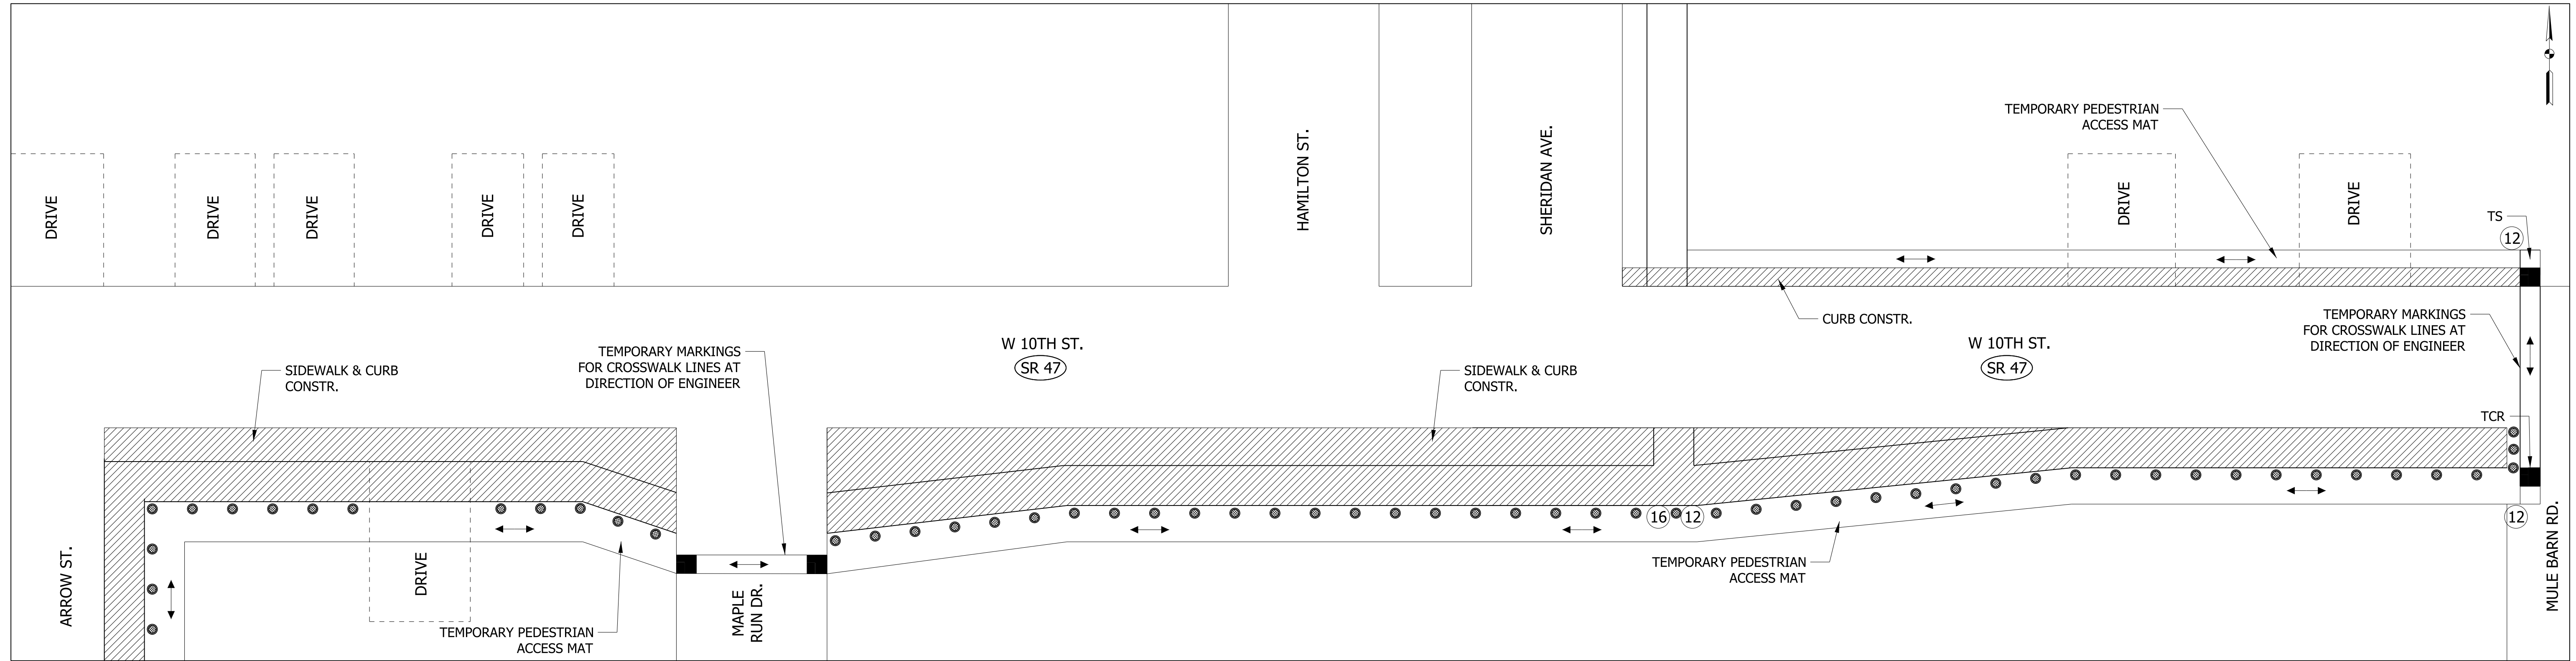 TEMPORARY PEDESTRIAN
ACCESS MAT
HAMILTON ST.
SHERIDAN AVE.
DRIVE
DRIVE
DRIVE
DRIVE
DRIVE
DRIVE
DRIVE
TS
12
TEMPORARY MARKINGS
FOR CROSSWALK LINES AT
DIRECTION OF ENGINEER
CURB CONSTR.
W 10TH ST.
SR 47
W 10TH ST.
SR 47
TEMPORARY MARKINGS
FOR CROSSWALK LINES AT
DIRECTION OF ENGINEER
SIDEWALK & CURB
CONSTR.
SIDEWALK & CURB
CONSTR.
TCR
16
12
12
ARROW ST.
DRIVE
MAPLE
RUN DR.
TEMPORARY PEDESTRIAN
ACCESS MAT
TEMPORARY PEDESTRIAN
ACCESS MAT
MULE BARN RD.